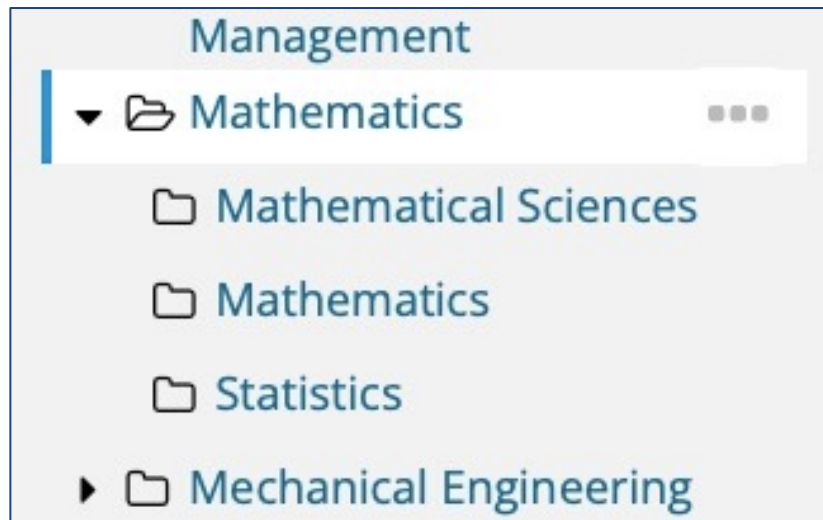 Management
Mathematics
Mathematical Sciences
Mathematics
Statistics
Mechanical Engineering